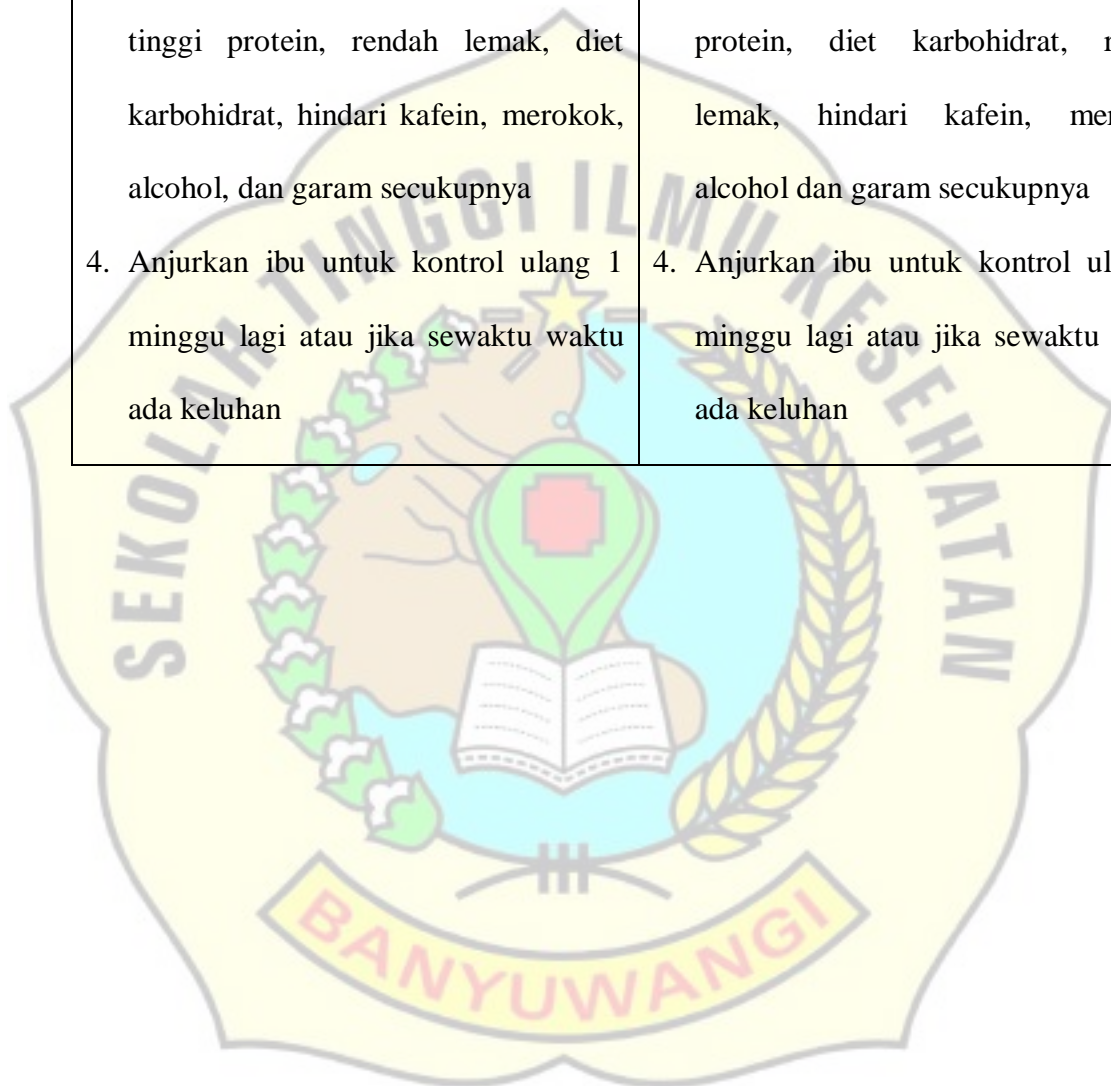 tinggi protein, rendah lemak, diet
karbohidrat, hindari kafein, merokok,
alcohol, dan garam secukupnya
4. Anjurkan ibu untuk kontrol ulang 1
minggu lagi atau jika sewaktu waktu
ada keluhan
protein, diet karbohidrat,
lemak, hindari kafein,
alcohol dan garam secukupnya
4. Anjurkan ibu untuk kontrol
minggu lagi atau jika sewaktu
ada keluhan
SEKOLAH TINGGI ILMU KESEHATAN
BANYUWANGI